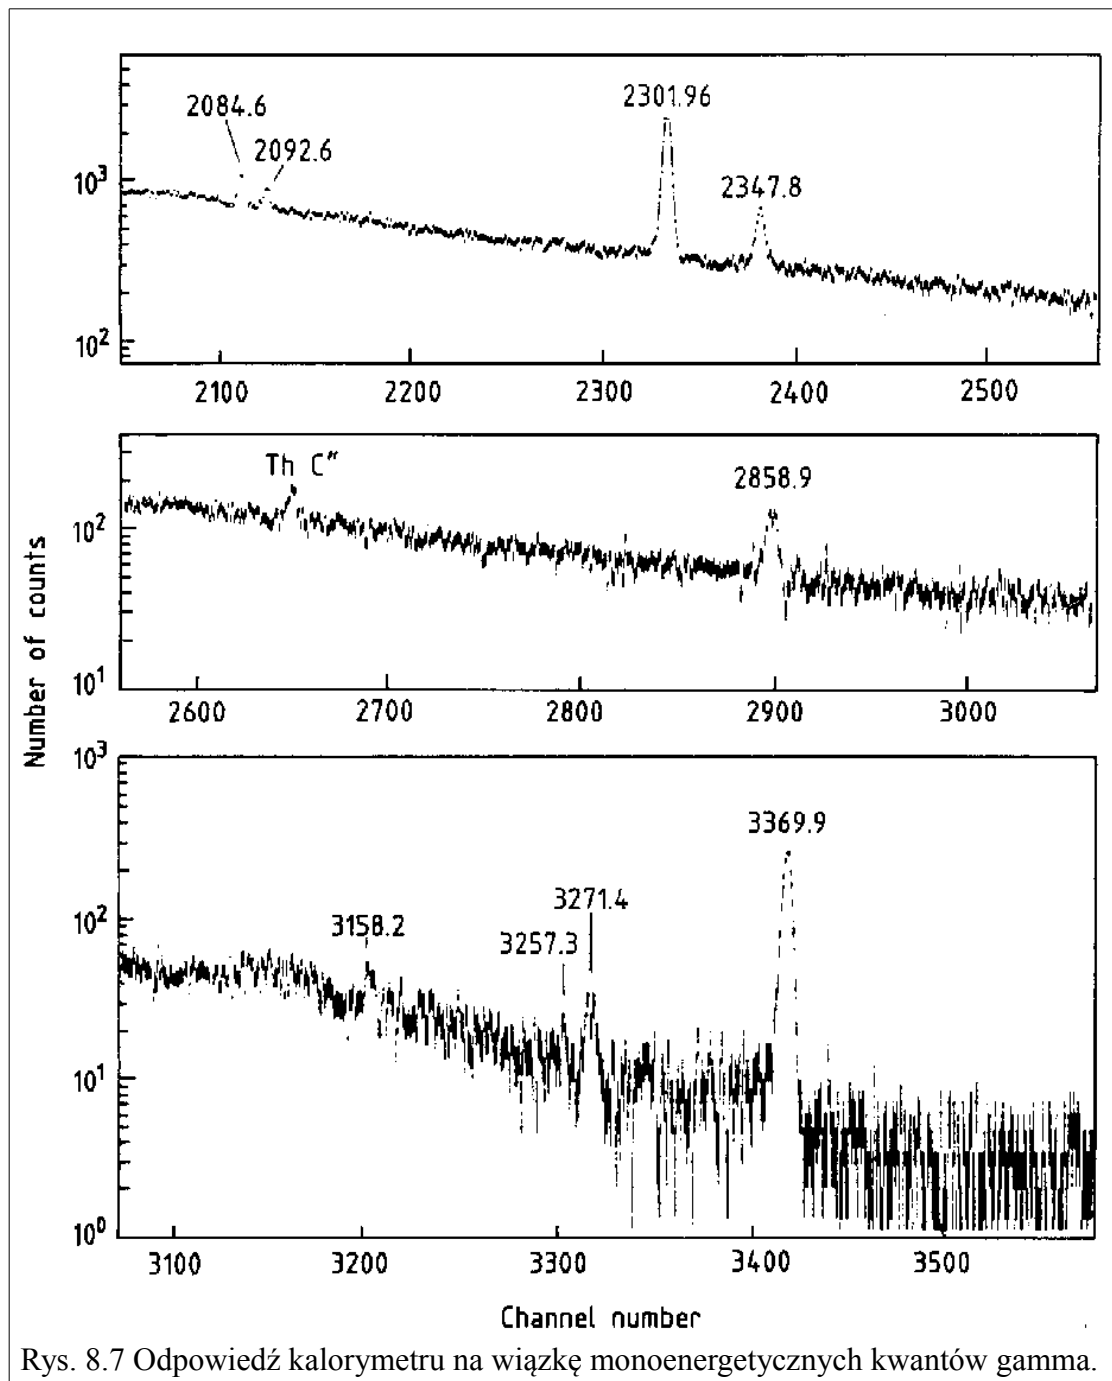 2084.6
2092.6
2301.96
2347.8
10³
10²
2100 2200 2300 2400 2500
Th C"
2858.9
10²
10¹
2600 2700 2800 2900 3000
Number of counts
10³
3369.9
3271.4
3158.2
3257.3
10²
10¹
10⁰
3100 3200 3300 3400 3500
Channel number
Rys. 8.7 Odpowiedź kalorymetru na wiązkę monoenergetycznych kwantów gamma.